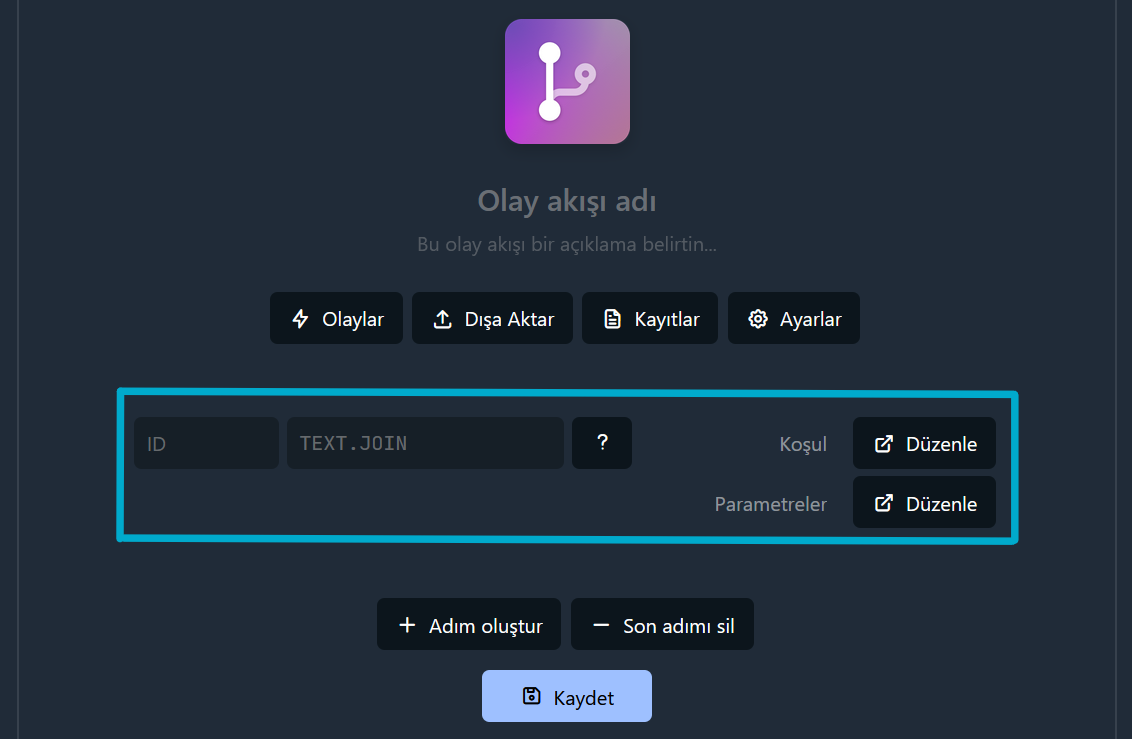 Olay akışı adı
Bu olay akışı bir açıklama belirtin...
Olaylar Dışa Aktar Kayıtlar Ayarlar
ID TEXT.JOIN ? Koşul Düzenle
Parametreler Düzenle
Adım oluştur Son adımı sil
Kaydet